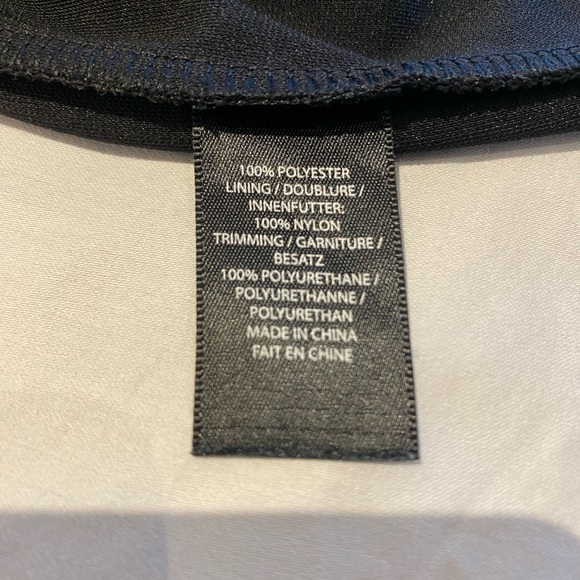 100% POLYESTER
LINING / DOUBLURE /
INNENFUTTER:
100% NYLON
TRIMMING / GARNITURE /
BESATZ
100% POLYURETHANE /
POLYURETHANNE /
POLYURETHAN
MADE IN CHINA
FAIT EN CHINE